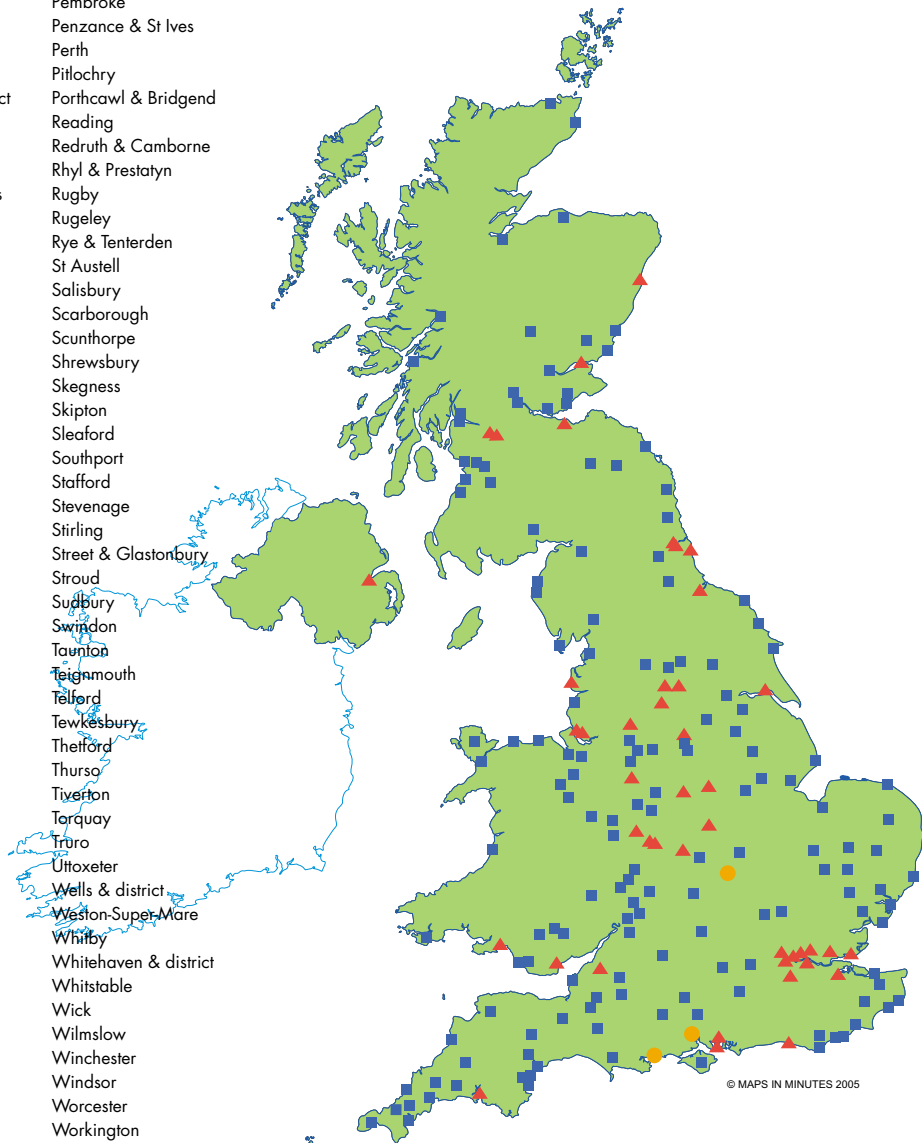 Pembroke
Penzance & St Ives
Perth
Pitlochry
ct
Porthcawl & Bridgend
Reading
Redruth & Camborne
Rhyl & Prestatyn
s
Rugby
Rugeley
Rye & Tenterden
St Austell
Salisbury
Scarborough
Scunthorpe
Shrewsbury
Skegness
Skipton
Sleaford
Southport
Stafford
Stevenage
Stirling
Street & Glastonbury
Stroud
Sudbury
Swindon
Taunton
Teignmouth
Telford
Tewkesbury
Thetford
Thurso
Tiverton
Torquay
Truro
Uttoxeter
Wells & district
Weston-Super-Mare
Whitby
Whitehaven & district
Whitstable
Wick
Wilmslow
Winchester
Windsor
Worcester
Workington
© MAPS IN MINUTES 2005